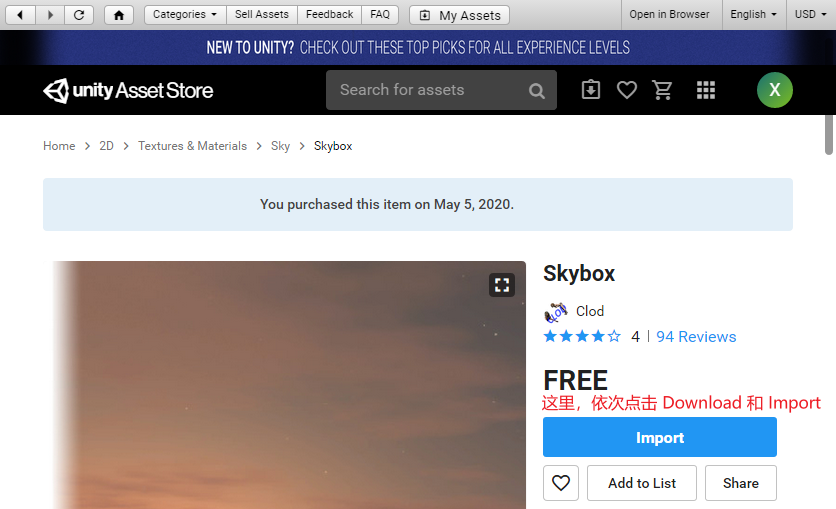 Categories Sell Assets Feedback FAQ My Assets Open in Browser English USD
NEW TO UNITY? CHECK OUT THESE TOP PICKS FOR ALL EXPERIENCE LEVELS
unity Asset Store Search for assets X
Home > 2D > Textures & Materials > Sky > Skybox
You purchased this item on May 5, 2020.
Skybox
Clod
4 | 94 Reviews
FREE
这里，依次点击 Download 和 Import
Import
Add to List Share